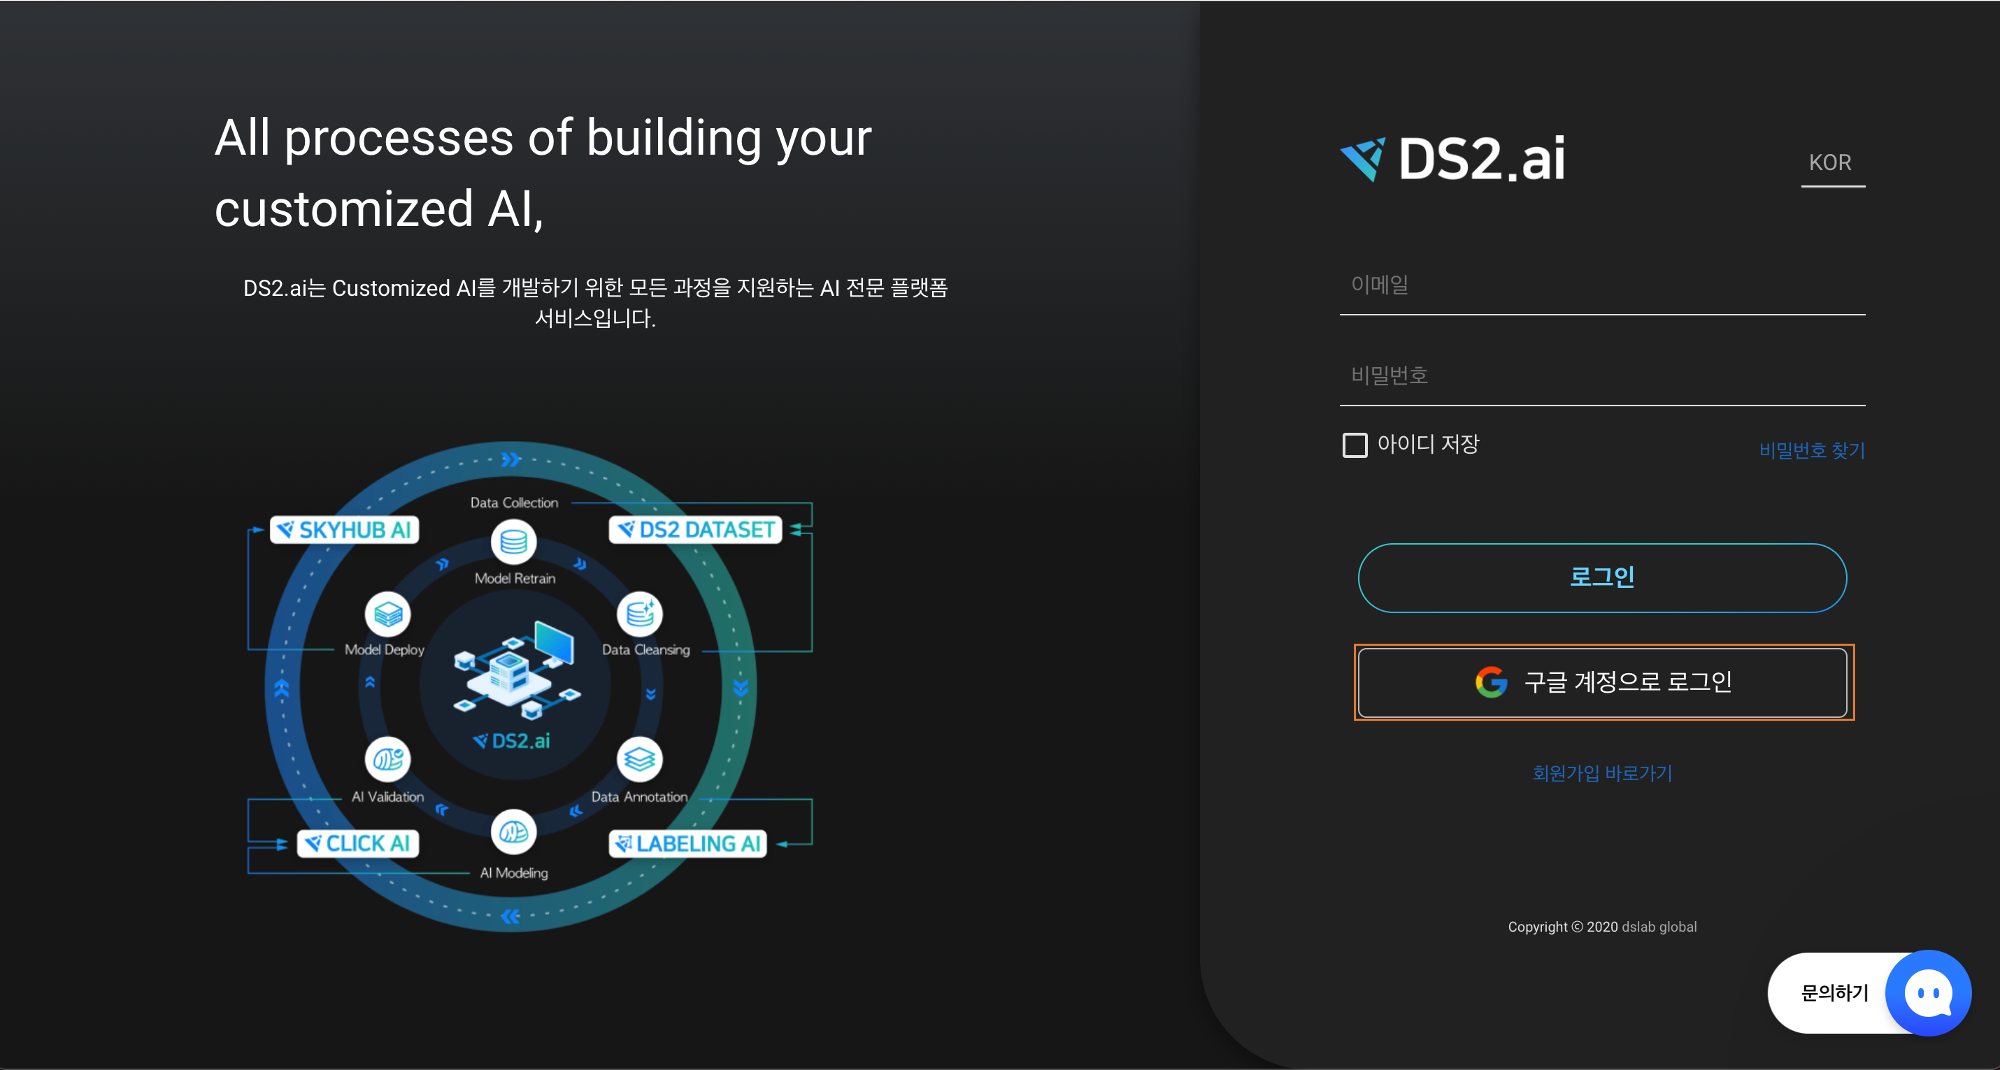 All processes of building your
customized AI,
DS2.ai는 Customized AI를 개발하기 위한 모든 과정을 지원하는 AI 전문 플랫폼
서비스입니다.
Data Collection
SKYHUB AI
DS2 DATASET
Model Retrain
Model Deploy
Data Cleansing
DS2.ai
AI Validation
Data Annotation
CLICK AI
LABELING AI
AI Modeling
DS2.ai
KOR
이메일
비밀번호
아이디 저장
비밀번호 찾기
로그인
구글 계정으로 로그인
회원가입 바로가기
Copyright © 2020 dslab global
문의하기